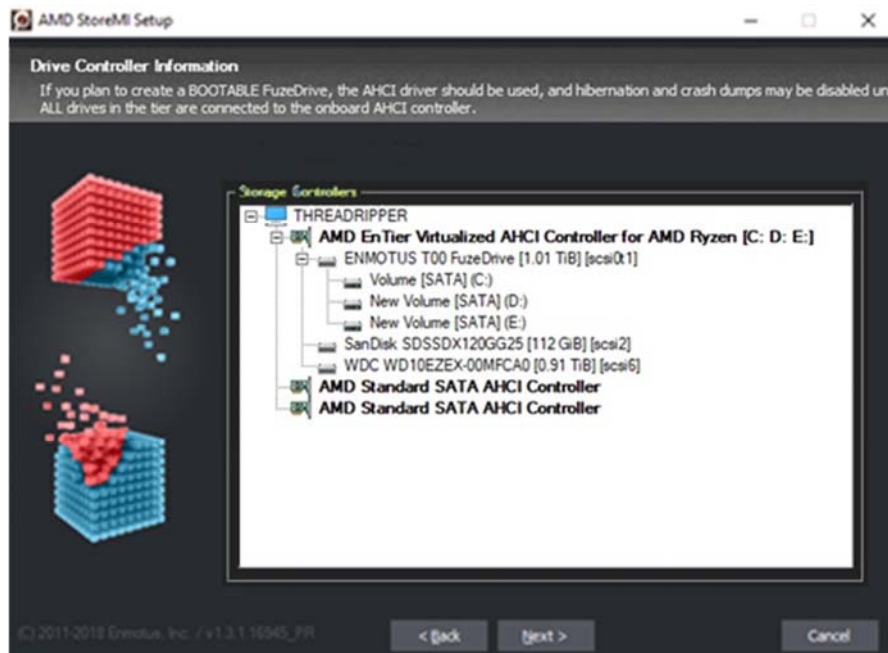 AMD StoreMI Setup
Drive Controller Information
If you plan to create a BOOTABLE FuzeDrive, the AHCI driver should be used, and hibernation and crash dumps may be disabled un
ALL drives in the tier are connected to the onboard AHCI controller.
Storage Controllers
THREADRIPPER
AMD EnTier Virtualized AHCI Controller for AMD Ryzen [C: D: E:]
ENMOTUS T00 FuzeDrive [1.01 TiB] [scsi0:1]
Volume [SATA] (C:)
New Volume [SATA] (D:)
New Volume [SATA] (E:)
SanDisk SDSSDX120GG25 [112 GiB] [scsi2]
WDC WD10EZEX-00MFCA0 [0.91 TiB] [scsi6]
AMD Standard SATA AHCI Controller
AMD Standard SATA AHCI Controller
(C) 2011-2018 Enmotus, Inc. / v1.3.1.16945_PR
< Back
Next >
Cancel